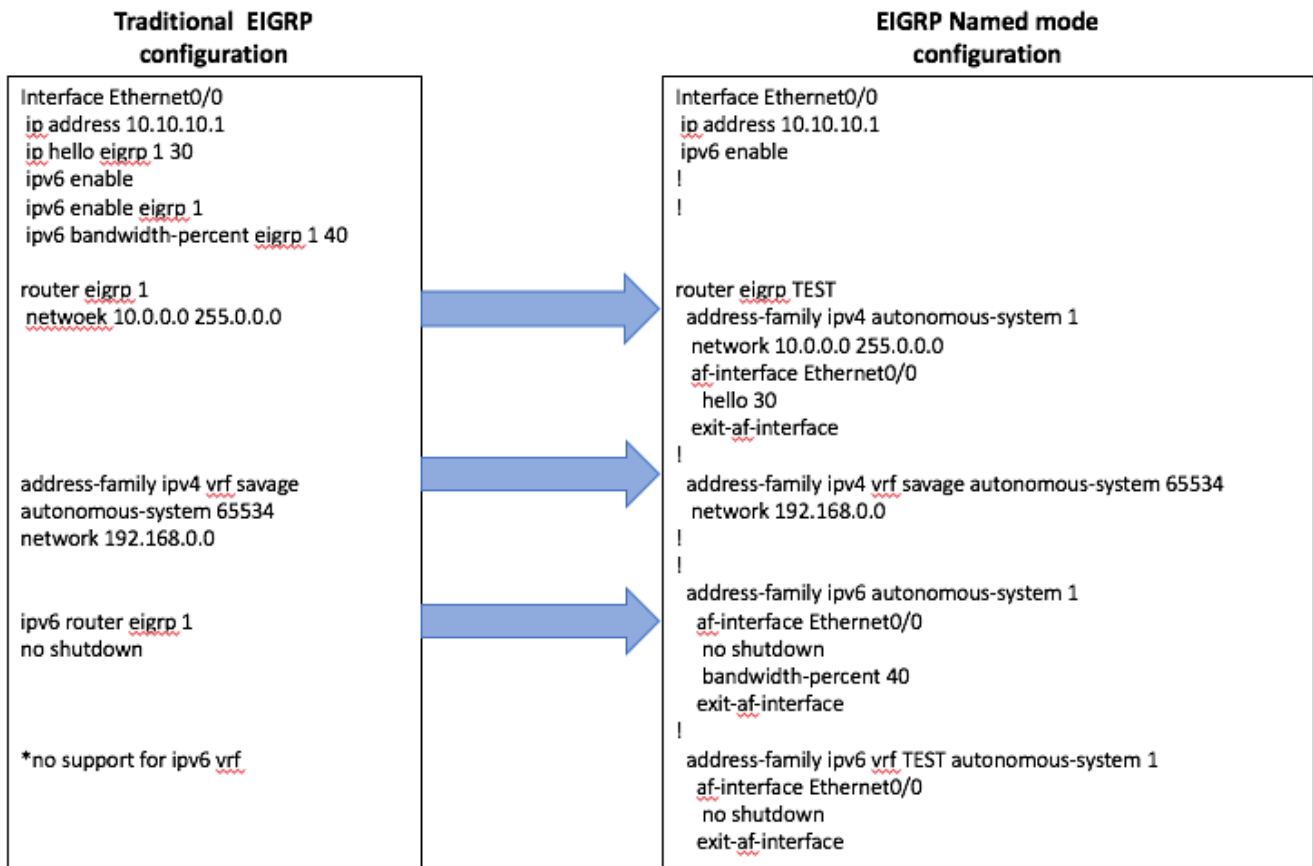 Traditional EIGRP
configuration
Interface Ethernet0/0
ip address 10.10.10.1
ip hello eigrp 1 30
ipv6 enable
ipv6 enable eigrp 1
ipv6 bandwidth-percent eigrp 1 40
router eigrp 1
netwoek 10.0.0.0 255.0.0.0
address-family ipv4 vrf savage
autonomous-system 65534
network 192.168.0.0
ipv6 router eigrp 1
no shutdown
*no support for ipv6 vrf
EIGRP Named mode
configuration
Interface Ethernet0/0
ip address 10.10.10.1
ipv6 enable
!
!
router eigrp TEST
address-family ipv4 autonomous-system 1
network 10.0.0.0 255.0.0.0
af-interface Ethernet0/0
hello 30
exit-af-interface
!
address-family ipv4 vrf savage autonomous-system 65534
network 192.168.0.0
!
!
address-family ipv6 autonomous-system 1
af-interface Ethernet0/0
no shutdown
bandwidth-percent 40
exit-af-interface
!
address-family ipv6 vrf TEST autonomous-system 1
af-interface Ethernet0/0
no shutdown
exit-af-interface